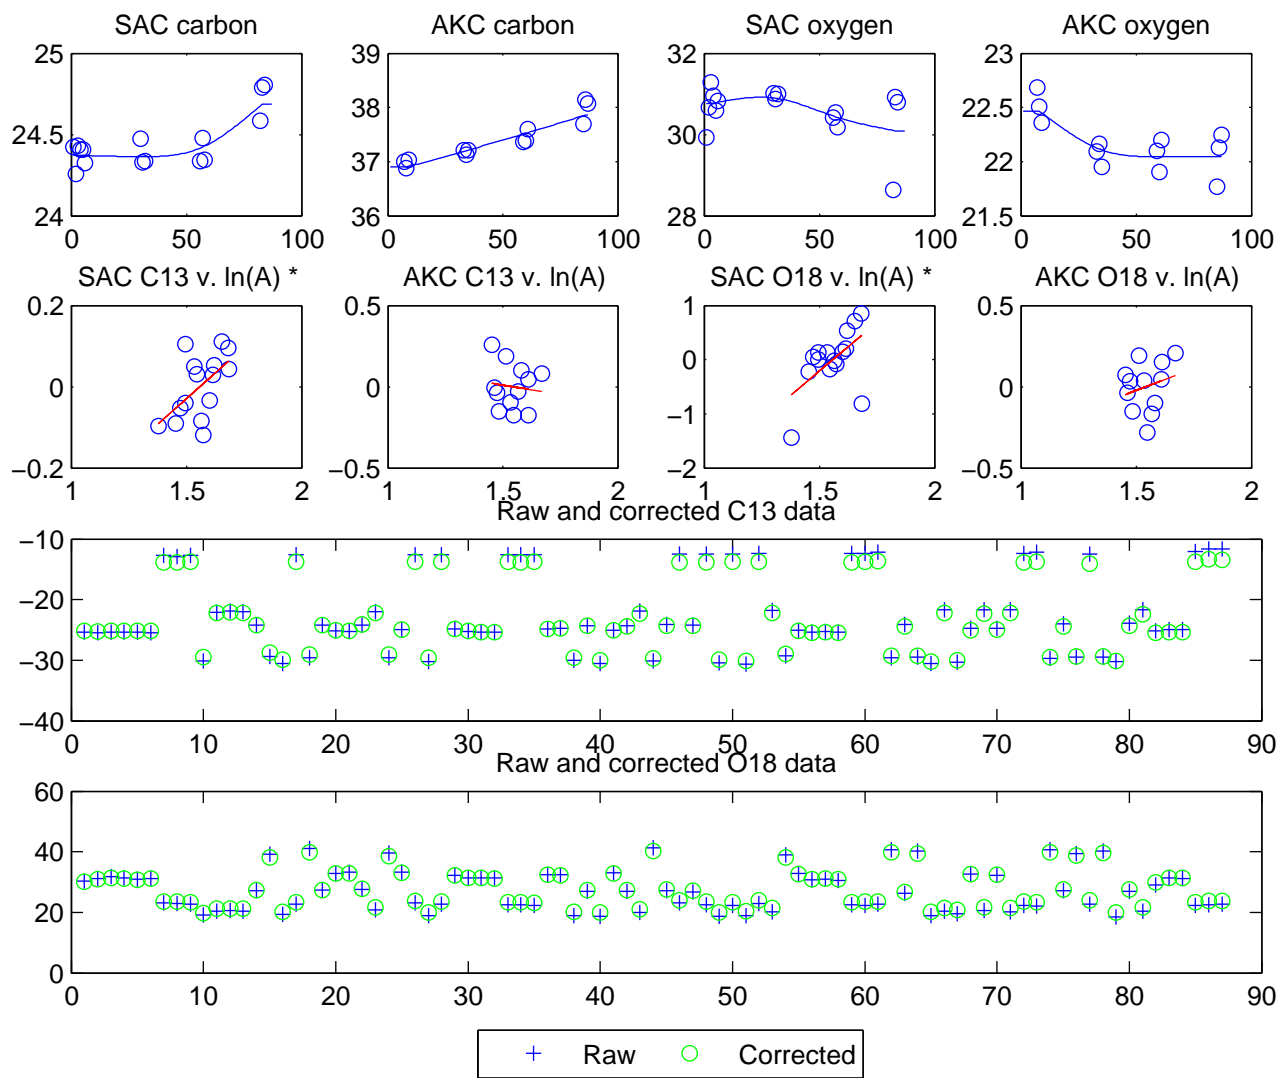 SAC carbon AKC carbon SAC oxygen AKC oxygen
25 39 32 23
24.5 38 30 22.5
37 22
24 36 28 21.5
0 50 100 0 50 100 0 50 100 0 50 100
SAC C13 v. ln(A) * AKC C13 v. ln(A) SAC O18 v. ln(A) * AKC O18 v. ln(A)
0.2 0.5 1 0.5
0 0 0 0
−1
−0.2 −0.5 −2 −0.5
1 1.5 2 1 1.5 2 1 1.5 2 1 1.5 2
Raw and corrected C13 data
−10
−20
−30
−40
0 10 20 30 40 50 60 70 80 90
Raw and corrected O18 data
60
40
20
0
0 10 20 30 40 50 60 70 80 90
Raw Corrected